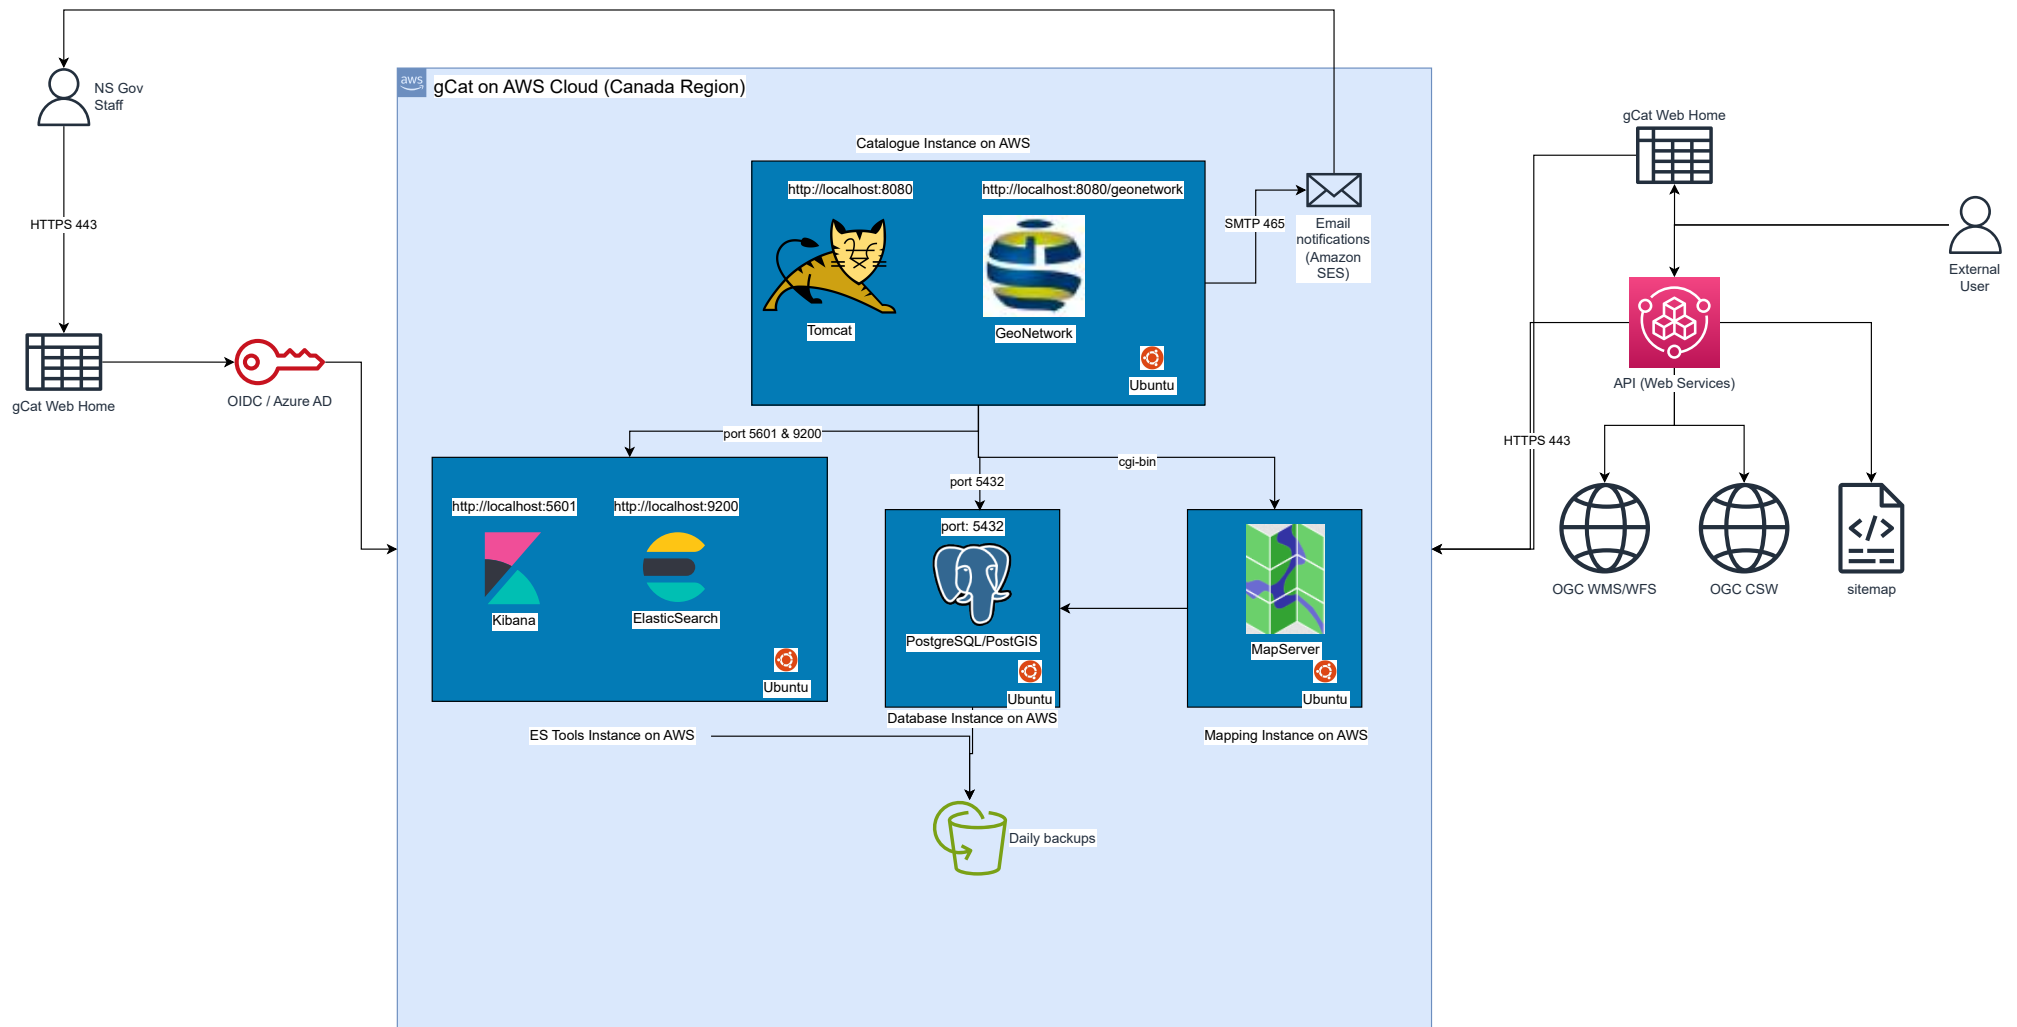 NS Gov
Staff
HTTPS 443
gCat Web Home
OIDC / Azure AD
aws
gCat on AWS Cloud (Canada Region)
Catalogue Instance on AWS
http://localhost:8080
http://localhost:8080/geonetwork
Tomcat
GeoNetwork
Ubuntu
SMTP 465
Email
notifications
(Amazon
SES)
port 5601 & 9200
port 5432
cgi-bin
http://localhost:5601
http://localhost:9200
Kibana
ElasticSearch
Ubuntu
ES Tools Instance on AWS
port: 5432
PostgreSQL/PostGIS
Ubuntu
Database Instance on AWS
MapServer
Ubuntu
Mapping Instance on AWS
Daily backups
gCat Web Home
External
User
API (Web Services)
HTTPS 443
OGC WMS/WFS
OGC CSW
sitemap